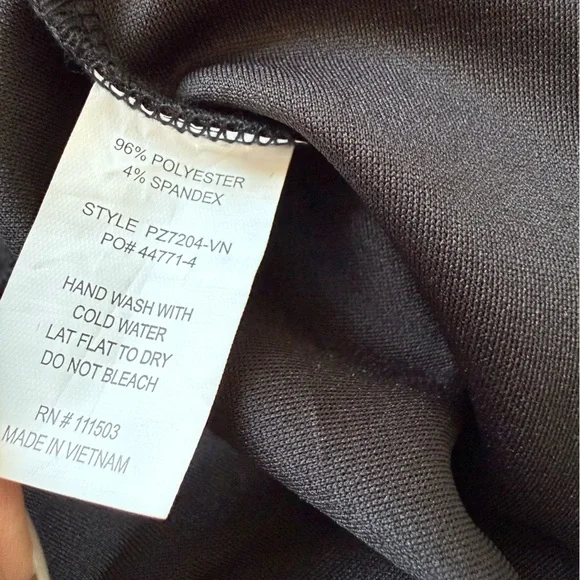 96% POLYESTER
4% SPANDEX
STYLE PZ7204-VN
PO# 44771-4
HAND WASH WITH
COLD WATER
LAT FLAT TO DRY
DO NOT BLEACH
RN # 111503
MADE IN VIETNAM